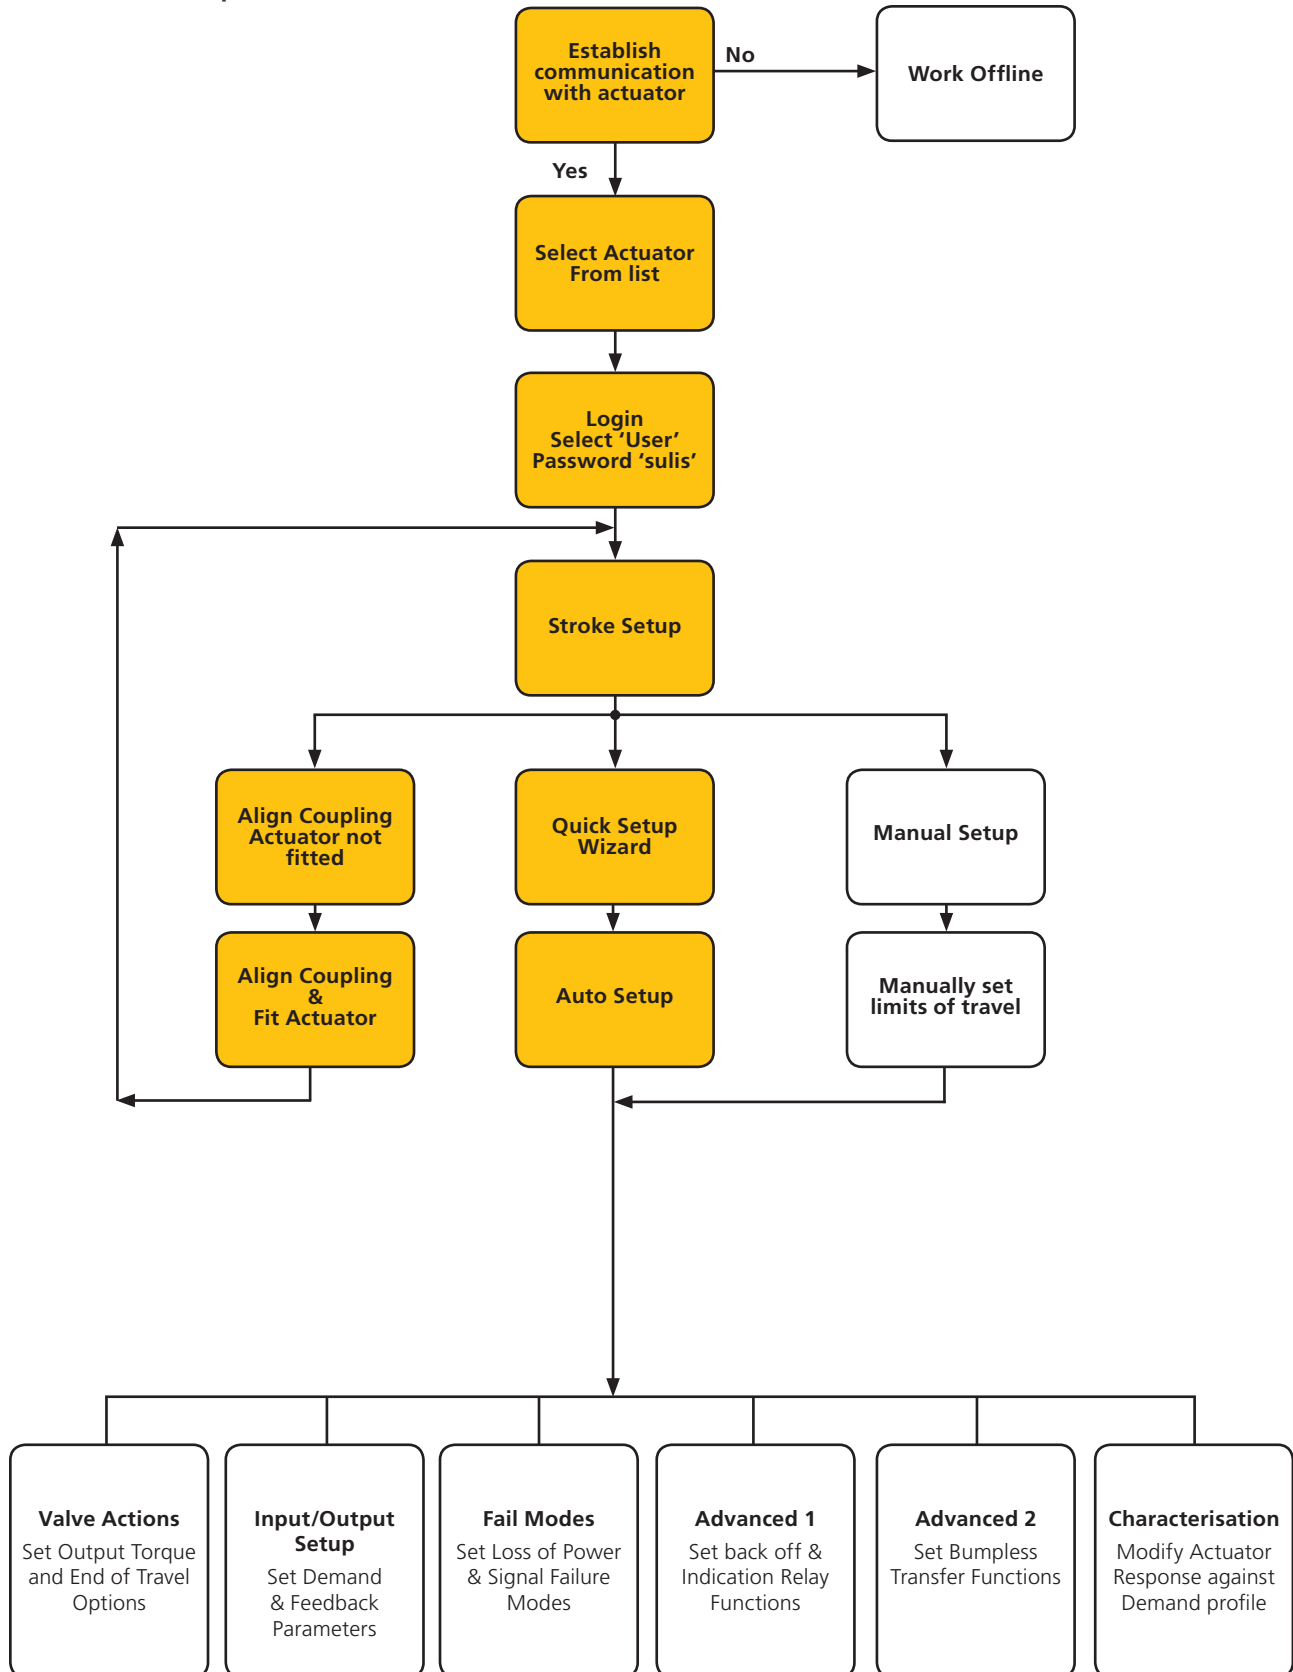 Establish
communication
with actuator
No
Work Offline
Yes
Select Actuator
From list
Login
Select ‘User’
Password ‘sulis’
Stroke Setup
Align Coupling
Actuator not
fitted
Quick Setup
Wizard
Manual Setup
Align Coupling
&
Fit Actuator
Auto Setup
Manually set
limits of travel
Valve Actions
Set Output Torque
and End of Travel
Options
Input/Output
Setup
Set Demand
& Feedback
Parameters
Fail Modes
Set Loss of Power
& Signal Failure
Modes
Advanced 1
Set back off &
Indication Relay
Functions
Advanced 2
Set Bumpless
Transfer Functions
Characterisation
Modify Actuator
Response against
Demand profile